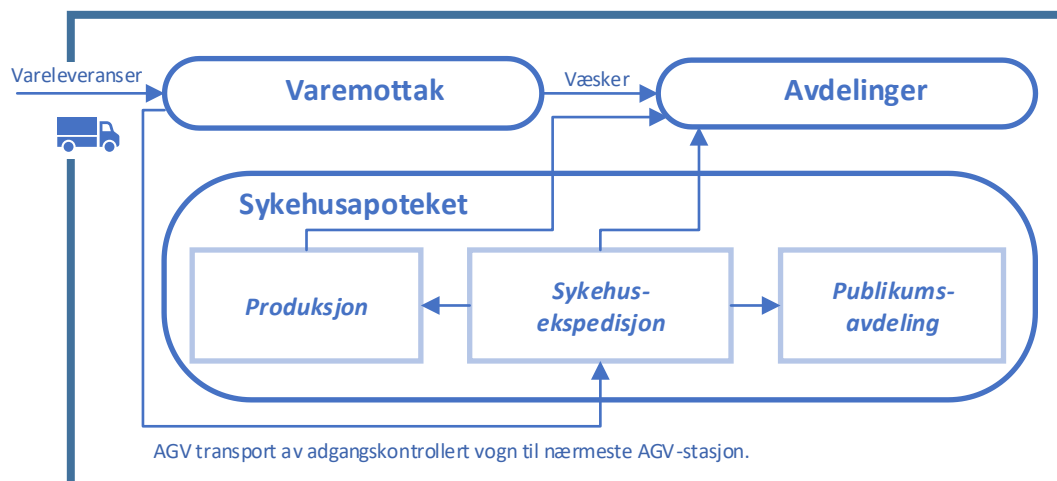 Vareleveranser
Varemottak
Væsker
Avdelinger
Sykehusapoteket
Produksjon
Sykehus-
ekspedisjon
Publikums-
avdeling
AGV transport av adgangskontrollert vogn til nærmeste AGV-stasjon.